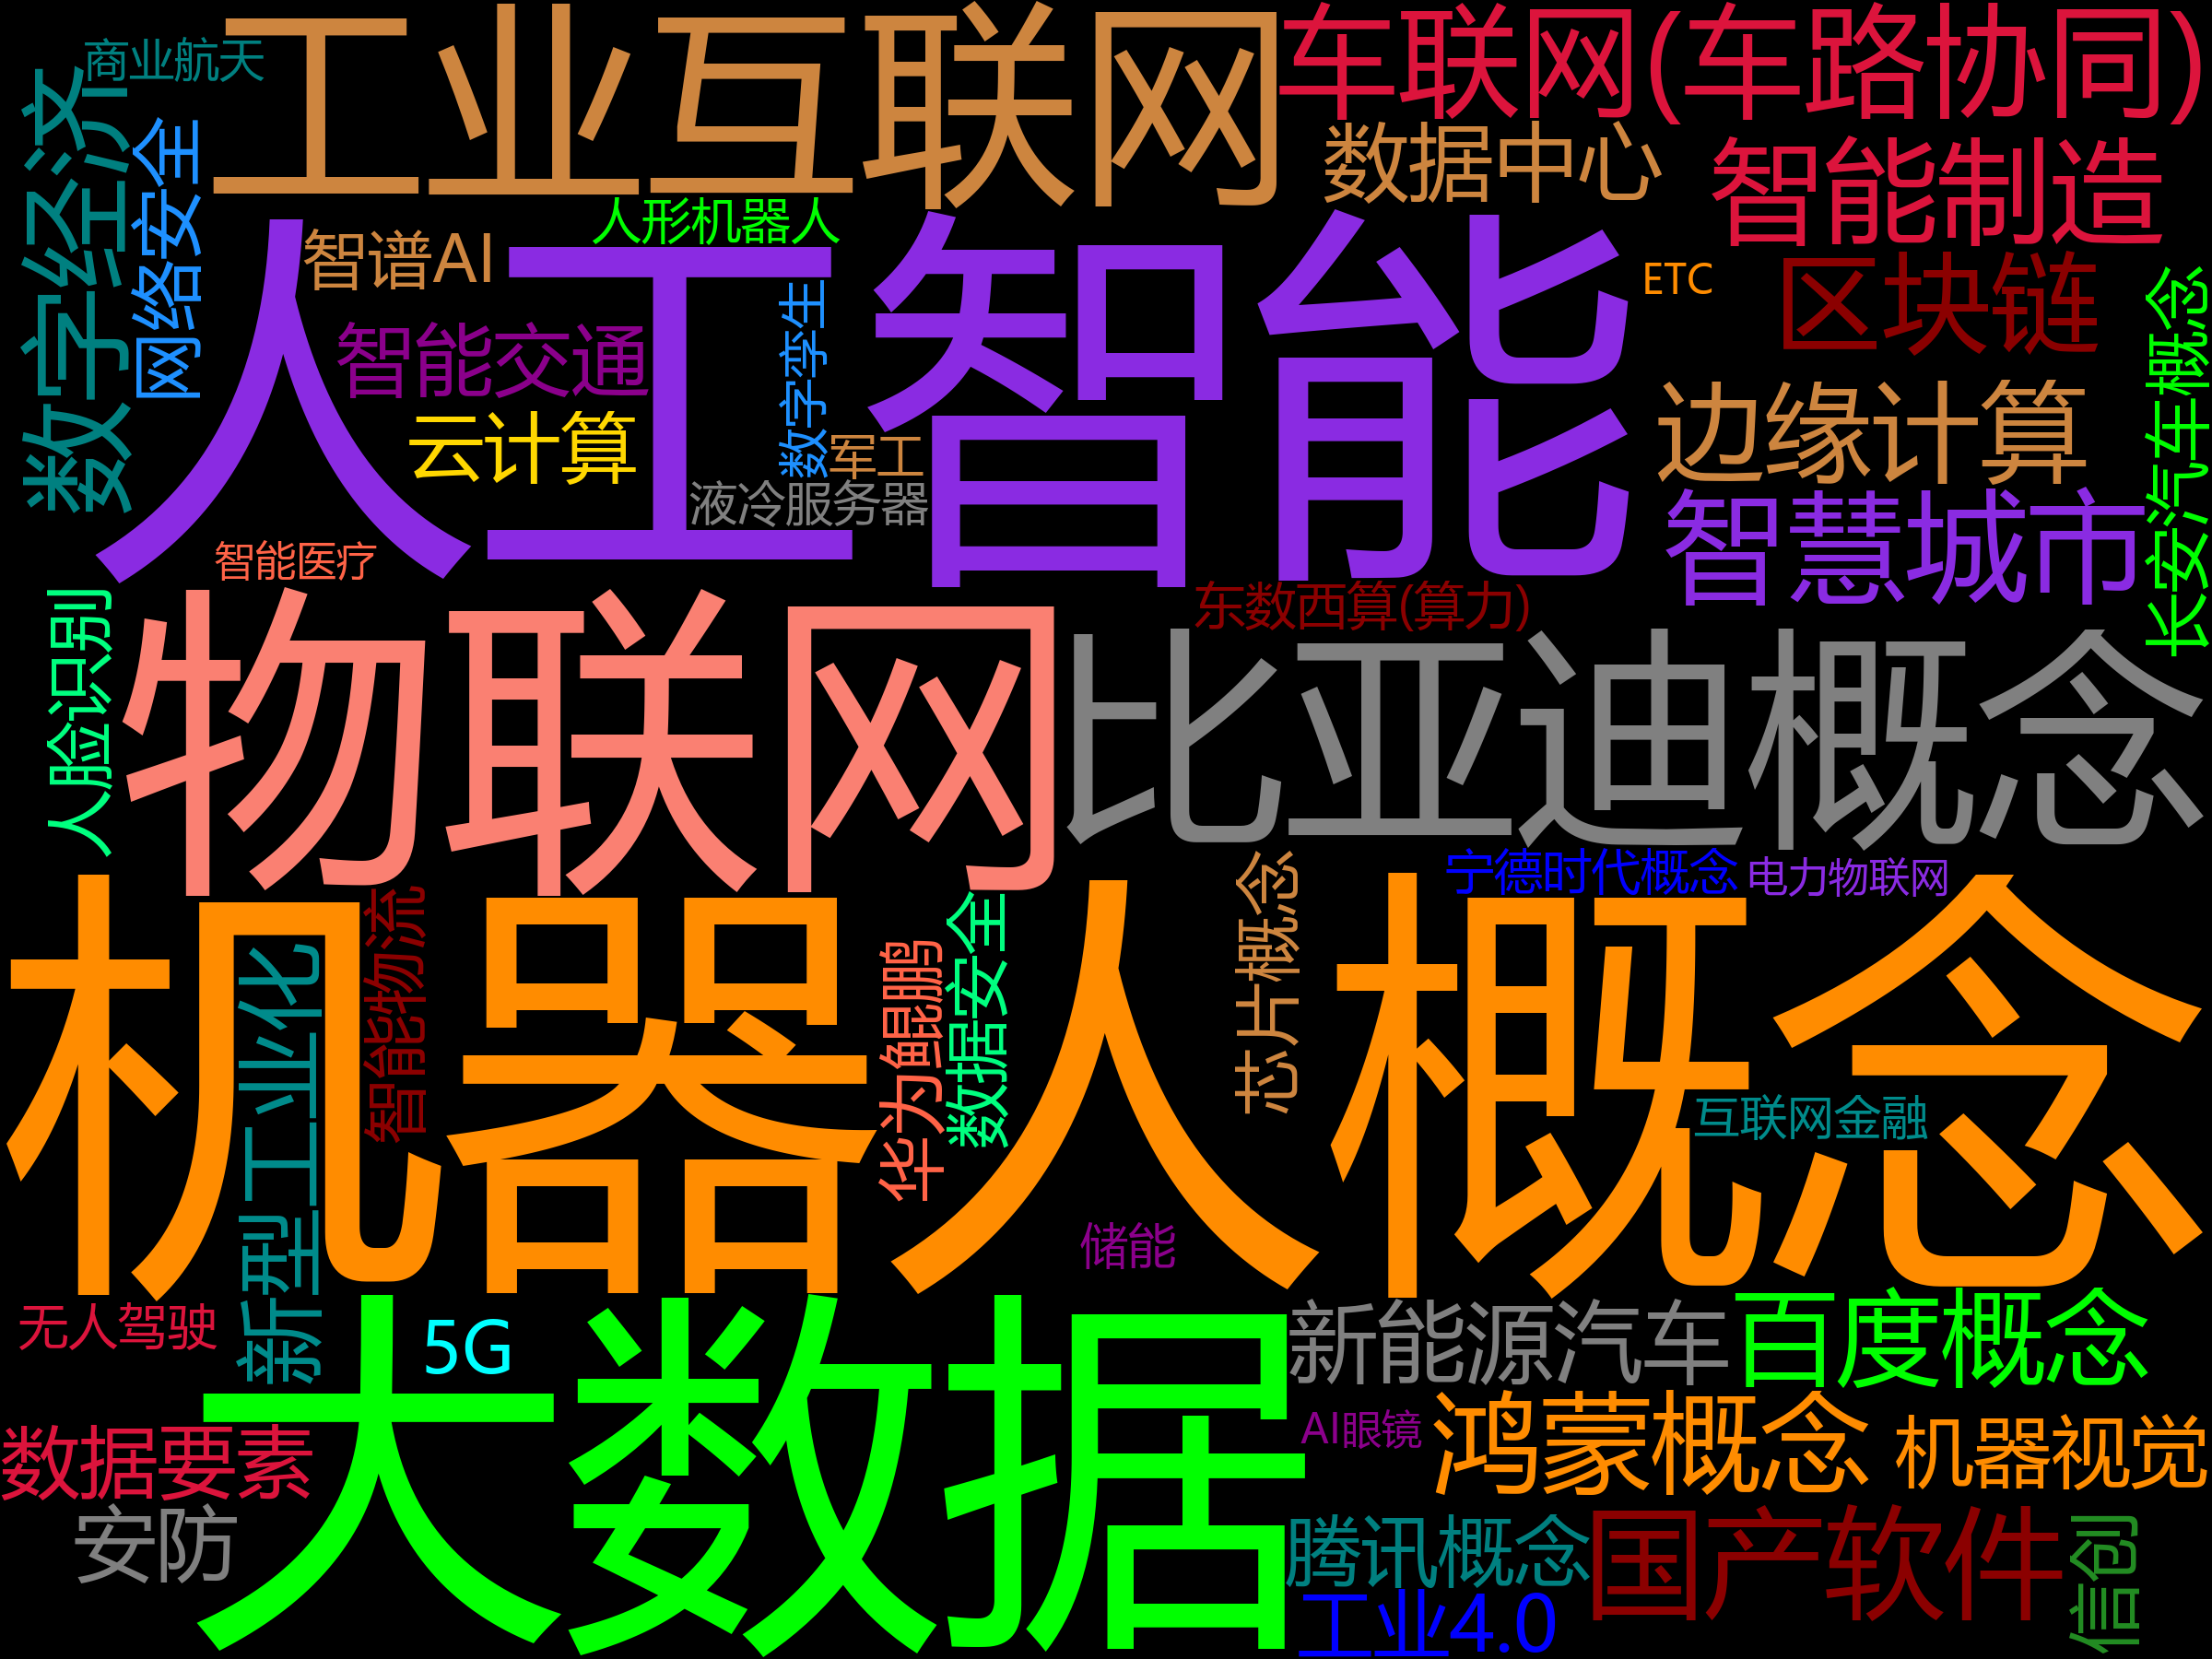 商业航天
工业互联网
车联网(车路协同)
数字经济
网络安全
数据中心
智能制造
人形机器人
智谱AI
人工智能
ETC
区块链
长安汽车概念
智能交通
数字孪生
云计算
军工
液冷服务器
边缘计算
智慧城市
智能医疗
东数西算(算力)
人脸识别
物联网
比亚迪概念
宁德时代概念
电力物联网
机器人概念
新型工业化
智能物流
华为鲲鹏
数据安全
芯片概念
互联网金融
储能
无人驾驶
5G
大数据
新能源汽车
百度概念
AI眼镜
鸿蒙概念
机器视觉
数据要素
安防
腾讯概念
国产软件
信创
工业4.0